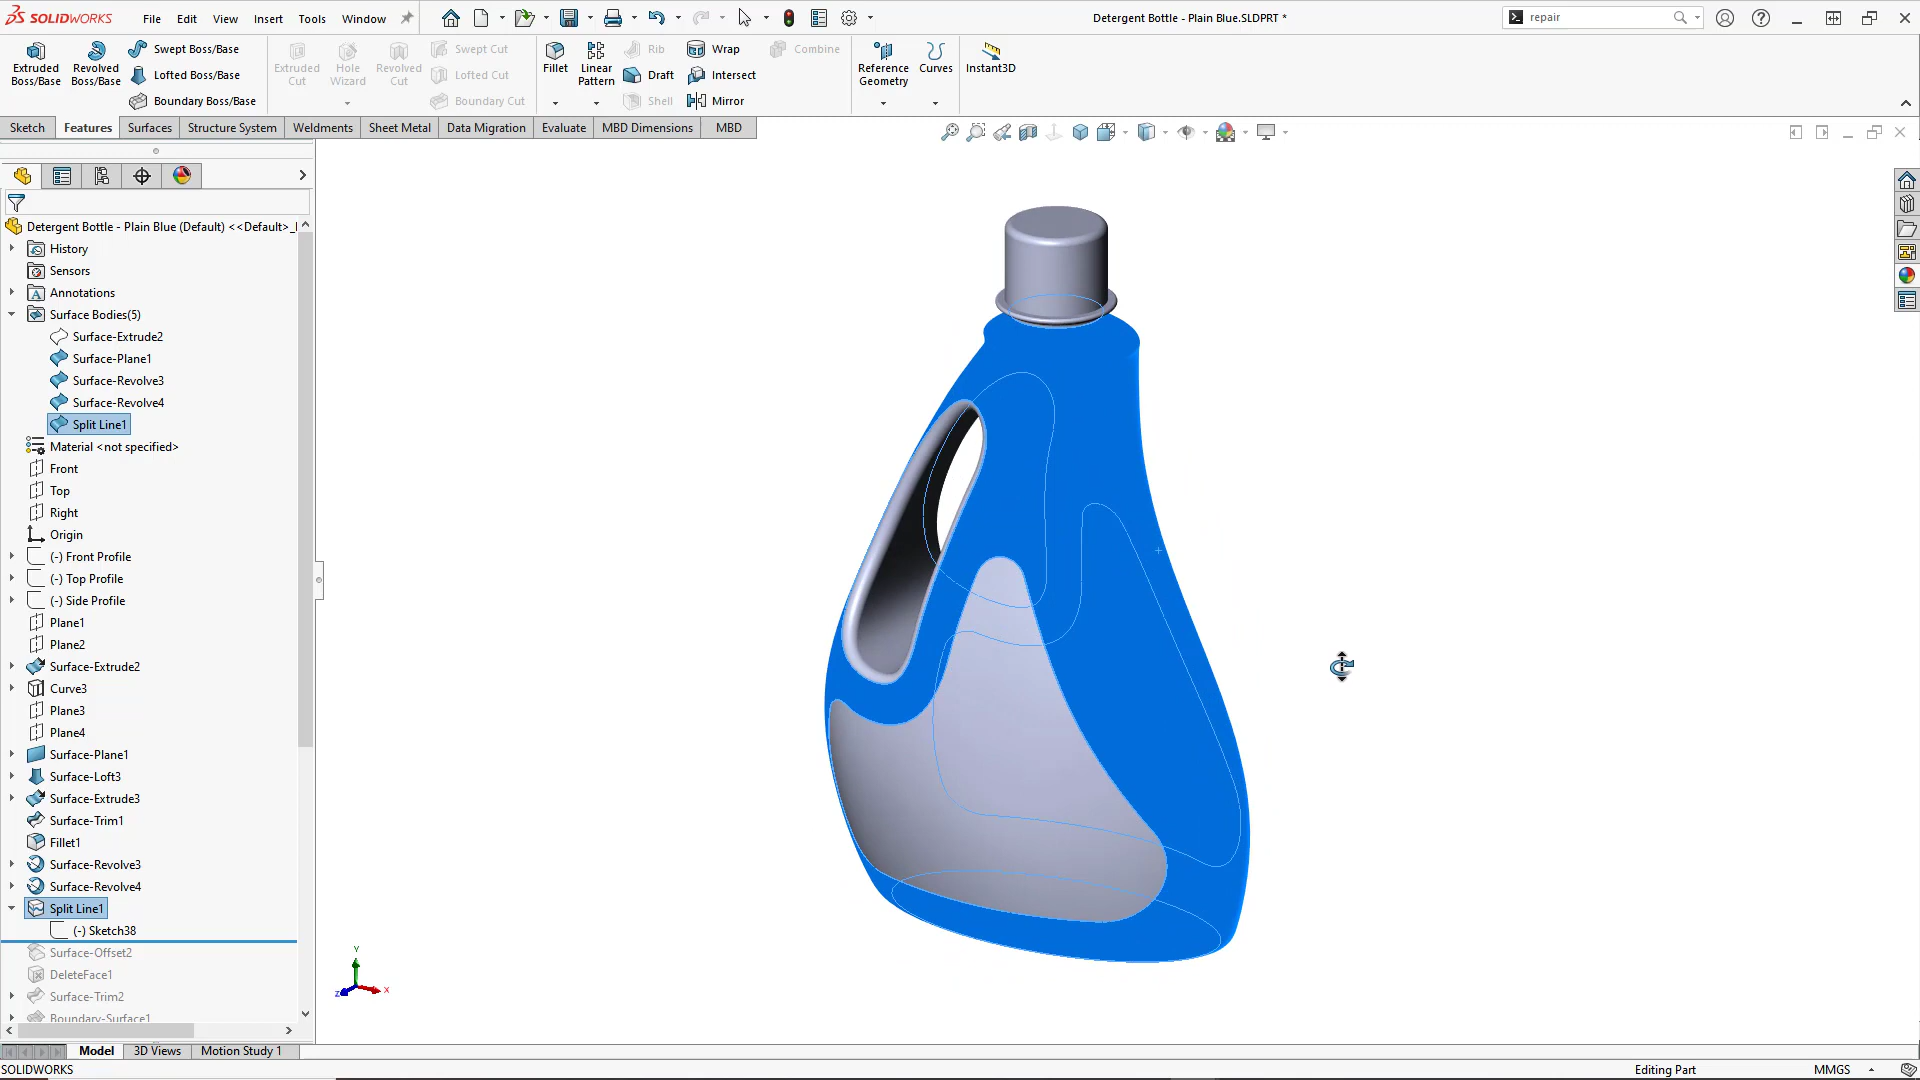 SOLIDWORKS
File
Edit
View
Insert
Tools
Window
Detergent Bottle - Plain Blue.SLDPRT *
repair
Extruded Boss/Base
Revolved Boss/Base
Swept Boss/Base
Lofted Boss/Base
Boundary Boss/Base
Extruded Cut
Hole Wizard
Revolved Cut
Swept Cut
Lofted Cut
Boundary Cut
Fillet
Linear Pattern
Rib
Draft
Shell
Wrap
Intersect
Mirror
Combine
Reference Geometry
Curves
Instant3D
Sketch
Features
Surfaces
Structure System
Weldments
Sheet Metal
Data Migration
Evaluate
MBD Dimensions
MBD
Detergent Bottle - Plain Blue (Default) <<Default>_
History
Sensors
Annotations
Surface Bodies(5)
Surface-Extrude2
Surface-Plane1
Surface-Revolve3
Surface-Revolve4
Split Line1
Material <not specified>
Front
Top
Right
Origin
(-) Front Profile
(-) Top Profile
(-) Side Profile
Plane1
Plane2
Surface-Extrude2
Curve3
Plane3
Plane4
Surface-Plane1
Surface-Loft3
Surface-Extrude3
Surface-Trim1
Fillet1
Surface-Revolve3
Surface-Revolve4
Split Line1
(-) Sketch38
Surface-Offset2
DeleteFace1
Surface-Trim2
Boundary-Surface1
Y
X
Z
Model
3D Views
Motion Study 1
SOLIDWORKS
Editing Part
MMGS